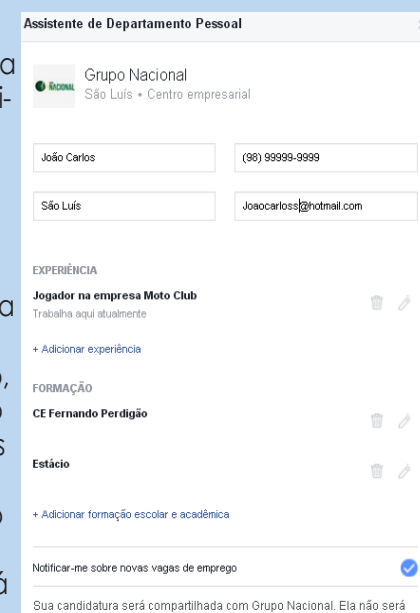 Assistente de Departamento Pessoal
NACIONAL
Grupo Nacional
São Luís • Centro empresarial
João Carlos
(98) 99999-9999
São Luís
Joaocarloss@hotmail.com
EXPERIÊNCIA
Jogador na empresa Moto Club
Trabalha aqui atualmente
+ Adicionar experiência
FORMAÇÃO
CE Fernando Perdigão
Estácio
+ Adicionar formação escolar e acadêmica
Notificar-me sobre novas vagas de emprego
Sua candidatura será compartilhada com Grupo Nacional. Ela não será